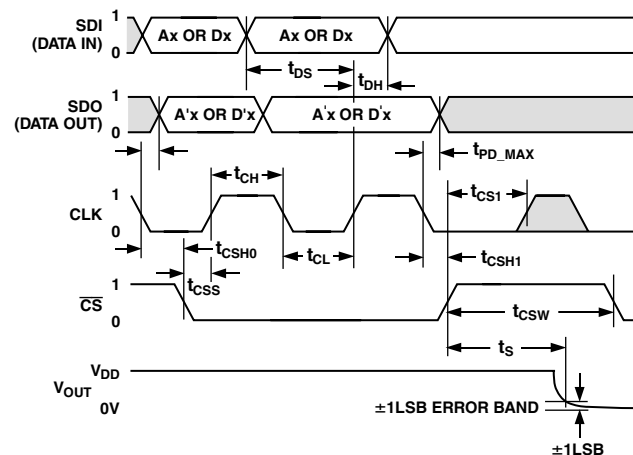 SDI
(DATA IN)
1
0
Ax OR Dx
Ax OR Dx
tDS
tDH
SDO
(DATA OUT)
1
0
A'x OR D'x
A'x OR D'x
tPD_MAX
tCH
tCS1
CLK
1
0
tCSH0
tCL
tCSH1
tCSS
CS
1
0
tCSW
tS
VDD
VOUT
0V
±1LSB ERROR BAND
±1LSB